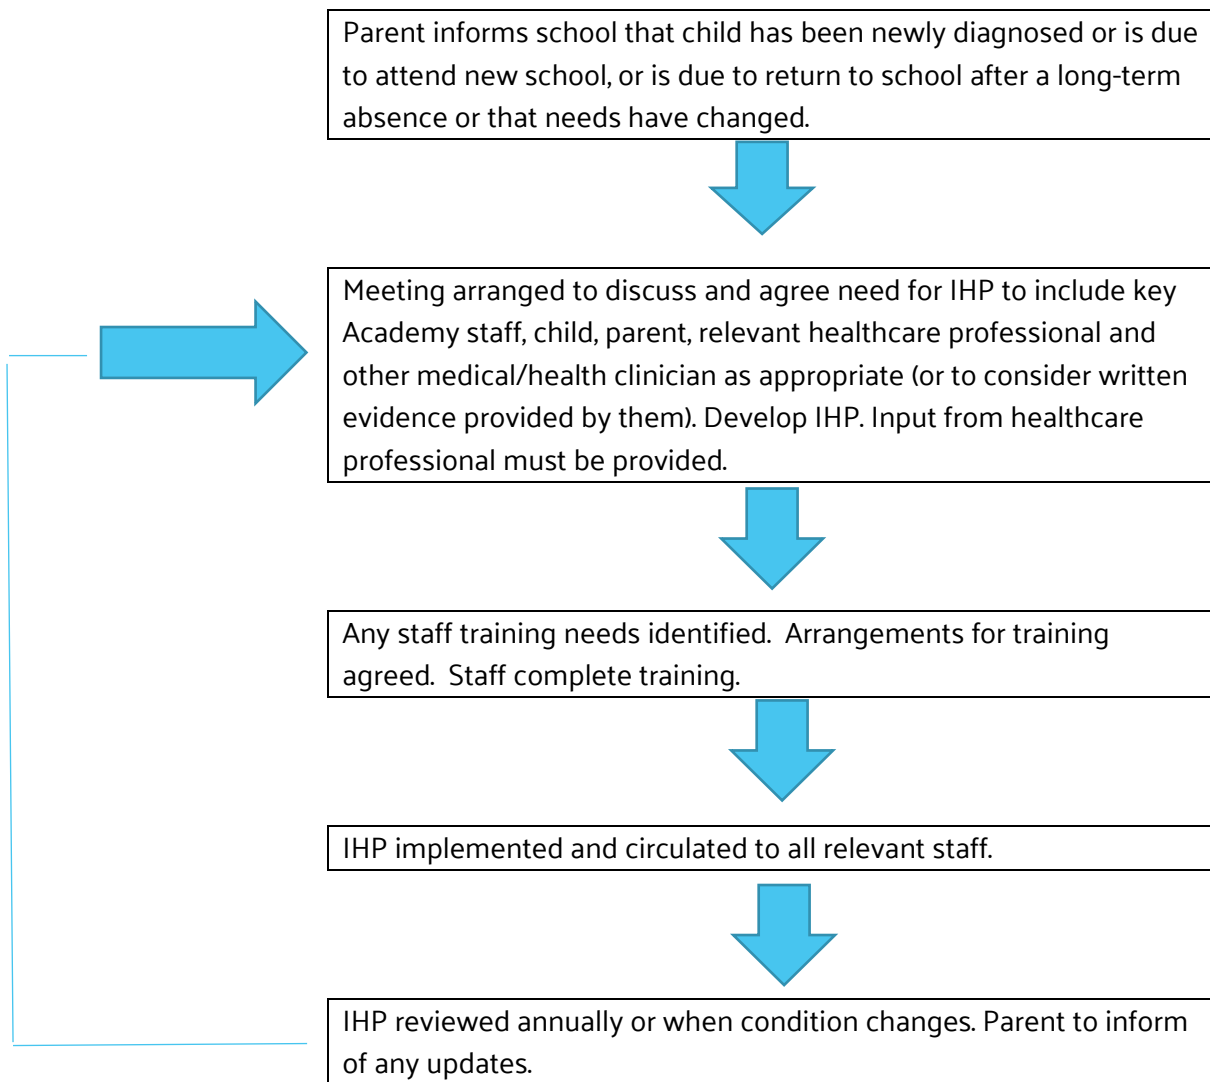 Parent informs school that child has been newly diagnosed or is due
to attend new school, or is due to return to school after a long-term
absence or that needs have changed.
Meeting arranged to discuss and agree need for IHP to include key
Academy staff, child, parent, relevant healthcare professional and
other medical/health clinician as appropriate (or to consider written
evidence provided by them). Develop IHP. Input from healthcare
professional must be provided.
Any staff training needs identified.  Arrangements for training
agreed.  Staff complete training.
IHP implemented and circulated to all relevant staff.
IHP reviewed annually or when condition changes. Parent to inform
of any updates.